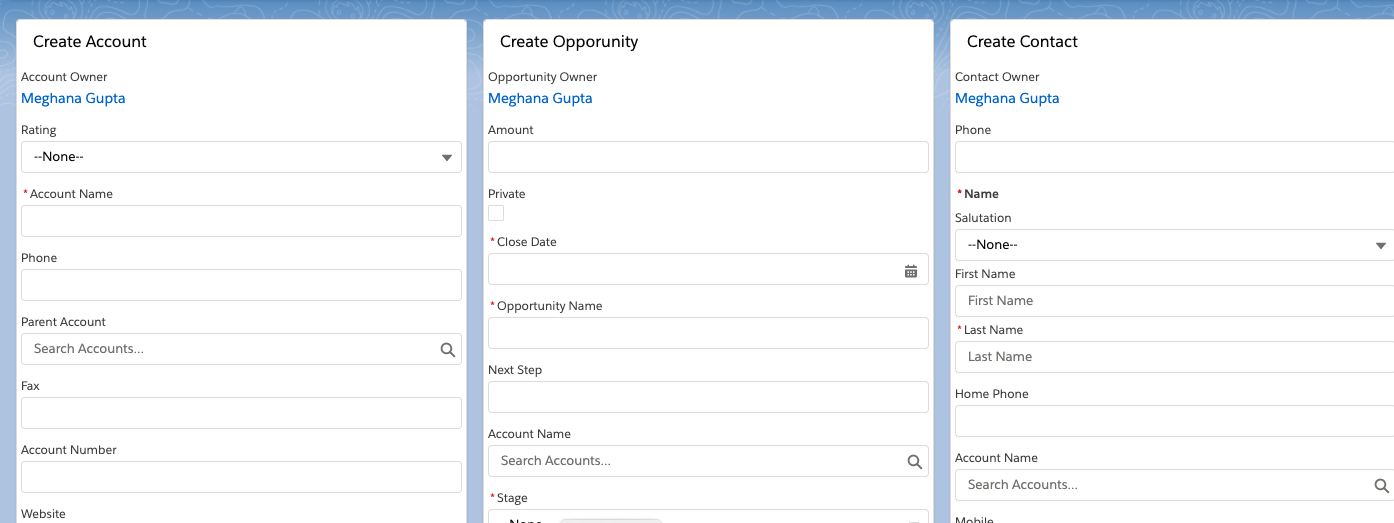 Create Account
Account Owner
Meghana Gupta
Rating
--None--
* Account Name
Phone
Parent Account
Search Accounts...
Fax
Account Number
Website
Create Opporunity
Opportunity Owner
Meghana Gupta
Amount
Private
* Close Date
* Opportunity Name
Next Step
Account Name
Search Accounts...
* Stage
--None--
Create Contact
Contact Owner
Meghana Gupta
Phone
* Name
Salutation
--None--
First Name
First Name
* Last Name
Last Name
Home Phone
Account Name
Search Accounts...
Mobile